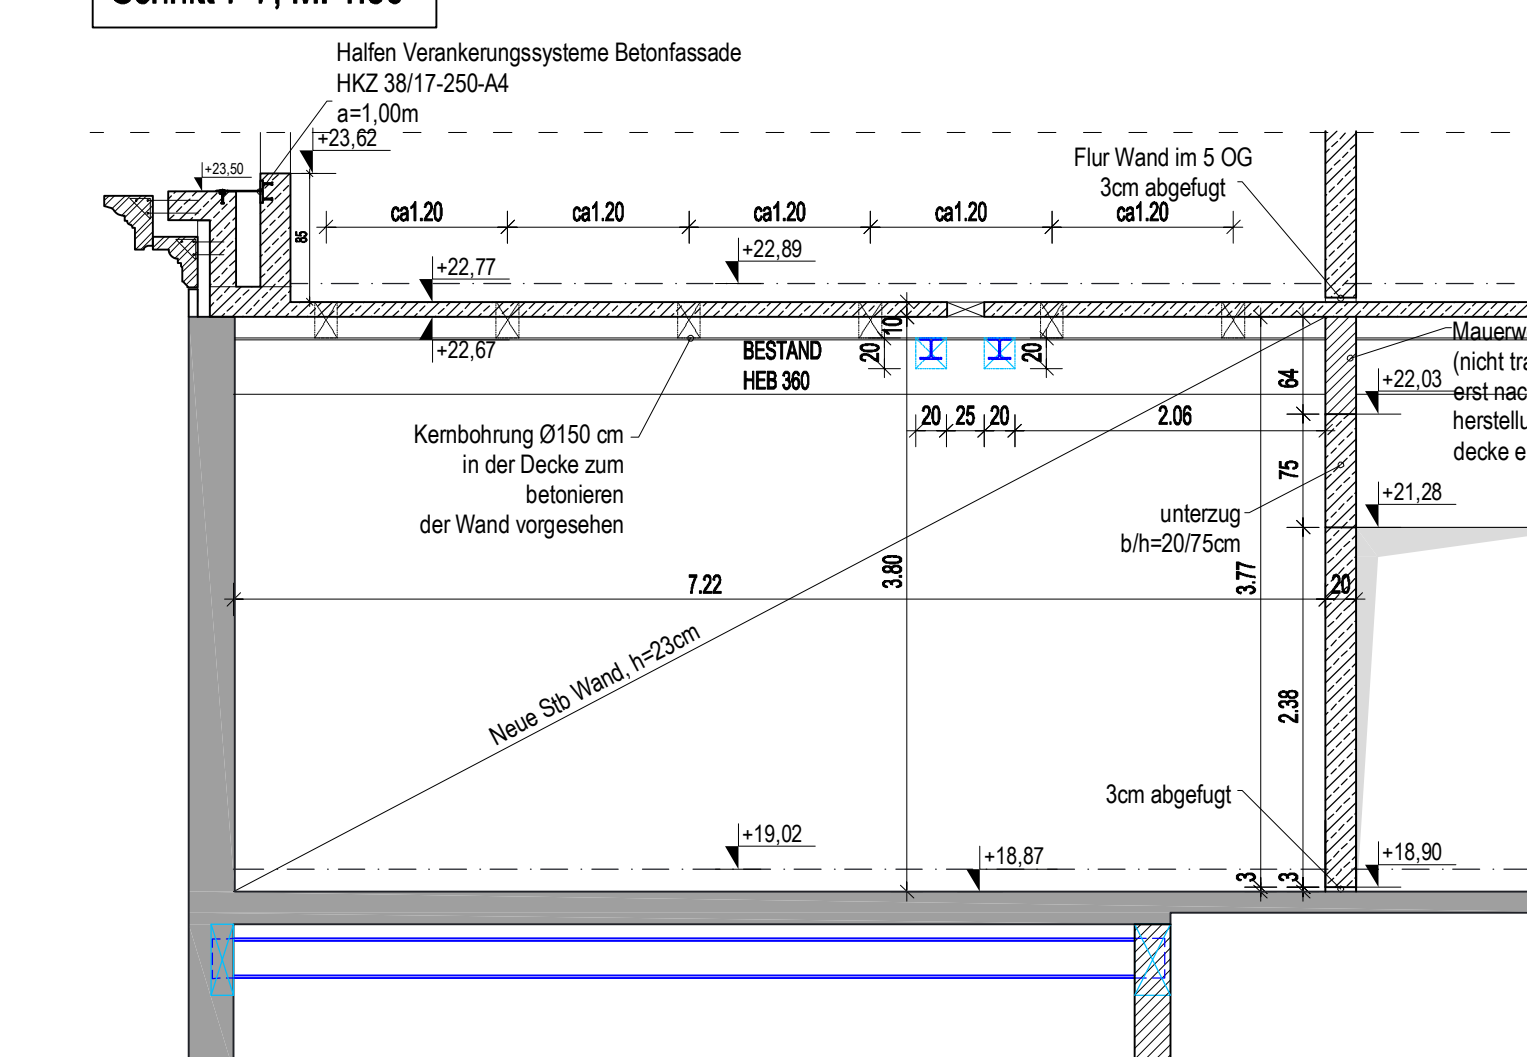 Halfen Verankerungssysteme Betonfassade
HKZ 38/17-250-A4
a=1,00m
+23,62
+23,50
Flur Wand im 5 OG
3cm abgefugt
ca1.20
ca1.20
ca1.20
ca1.20
ca1.20
85
+22,77
+22,89
+22,67
BESTAND
HEB 360
10
20
20
64
+22,03
Mauerw
(nicht tra
erst nac
herstellu
decke e
20
25
20
2.06
Kernbohrung Ø150 cm
in der Decke zum
betonieren
der Wand vorgesehen
75
+21,28
unterzug
b/h=20/75cm
7.22
3.80
3.77
20
Neue Stb Wand, h=23cm
2.38
3cm abgefugt
+19,02
+18,87
+18,90
3
3